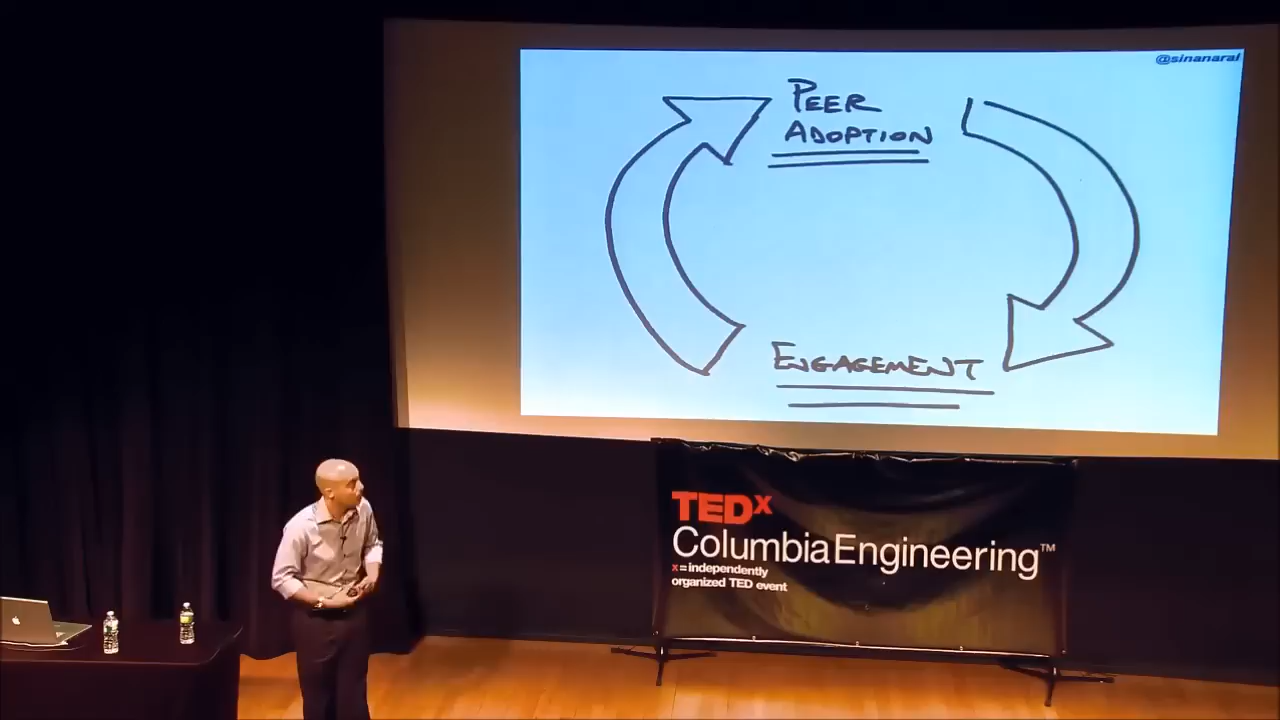 @sinanaral
PEER
ADOPTION
ENGAGEMENT
TEDx
ColumbiaEngineering™
x = independently
organized TED event